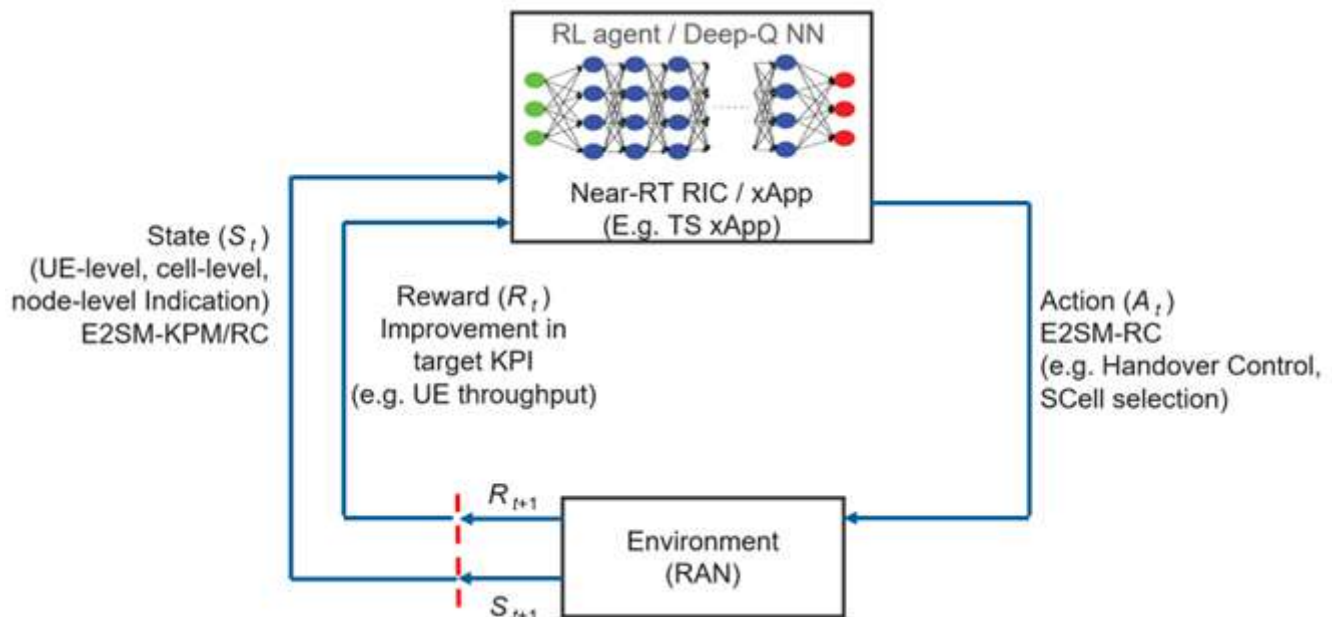 RL agent / Deep-Q NN
Near-RT RIC / xApp
(E.g. TS xApp)
State (S t)
(UE-level, cell-level,
node-level Indication)
E2SM-KPM/RC
Reward (R t)
Improvement in
target KPI
(e.g. UE throughput)
Action (A t)
E2SM-RC
(e.g. Handover Control,
SCell selection)
R t+1
Environment
(RAN)
S t+1